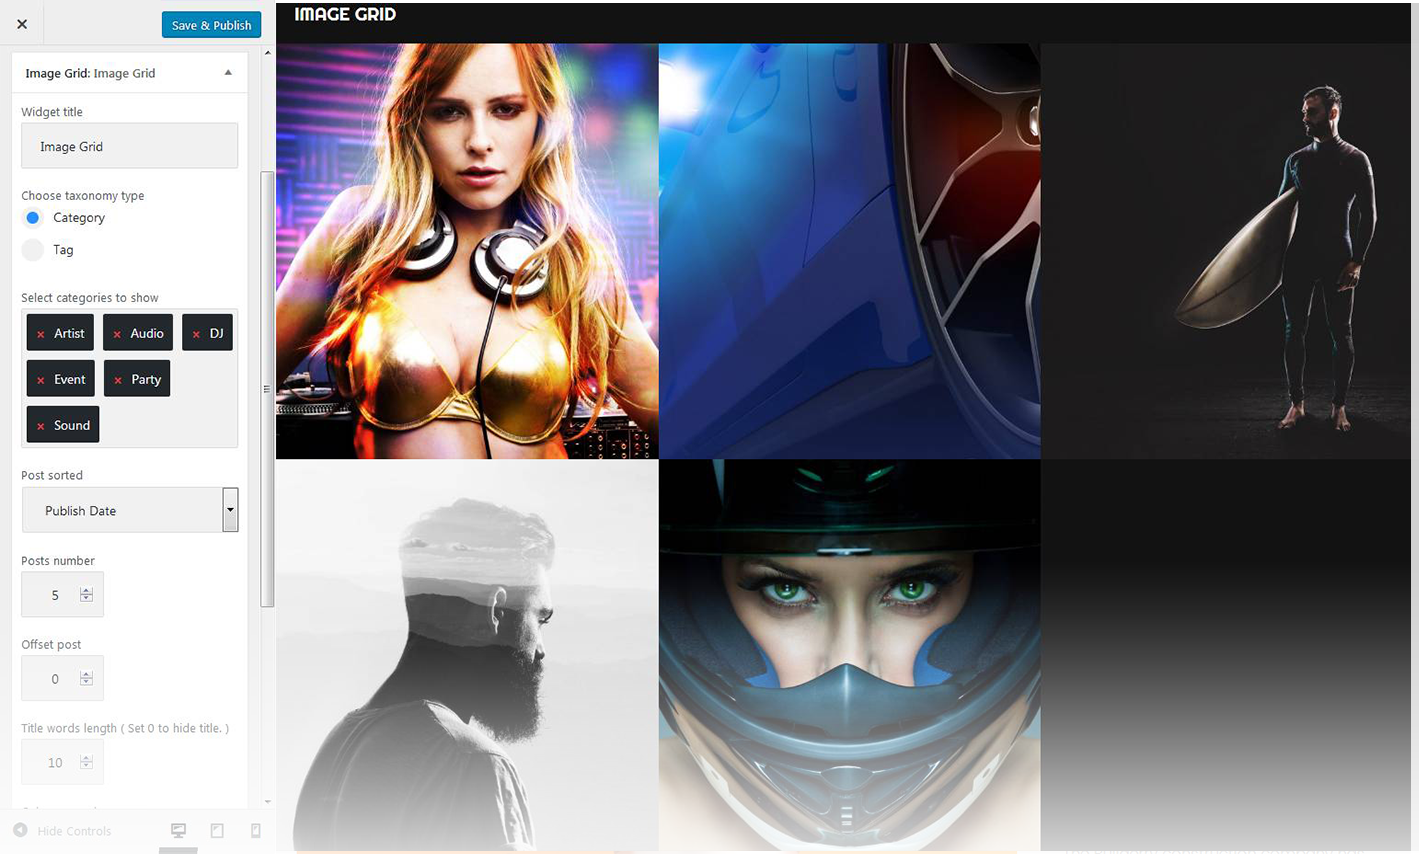 Save & Publish
IMAGE GRID
Image Grid: Image Grid
Widget title
Image Grid
Choose taxonomy type
Category
Tag
Select categories to show
× Artist
× Audio
× DJ
× Event
× Party
× Sound
Post sorted
Publish Date
Posts number
5
Offset post
0
Title words length ( Set 0 to hide title. )
10
Hide Controls